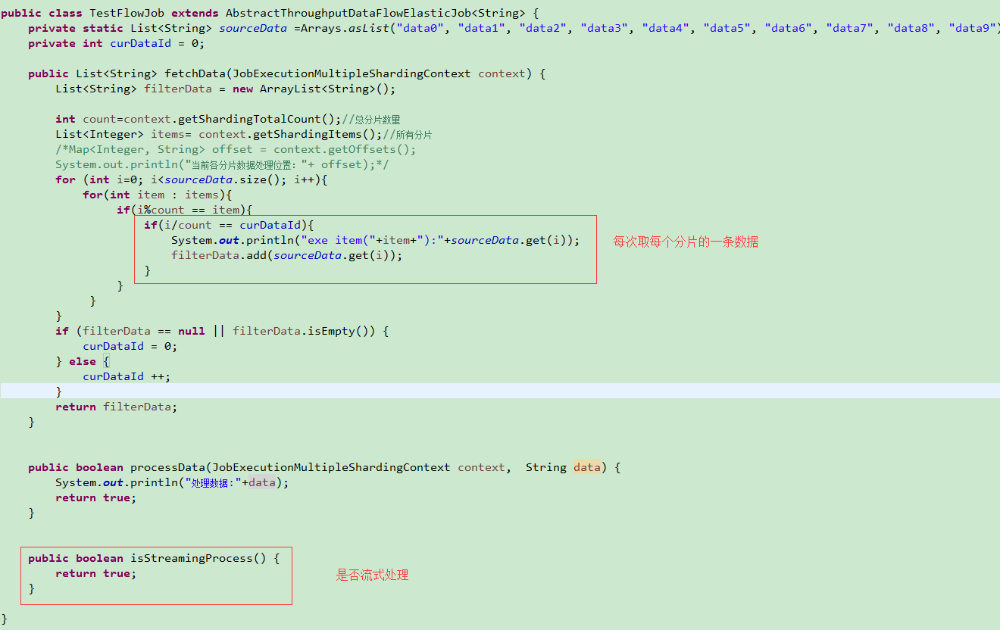 public class TestFlowJob extends AbstractThroughputDataFlowElasticJob<String> {
    private static List<String> sourceData =Arrays.asList("data0", "data1", "data2", "data3", "data4", "data5", "data6", "data7", "data8", "data9")
    private int curDataId = 0;
    public List<String> fetchData(JobExecutionMultipleShardingContext context) {
        List<String> filterData = new ArrayList<String>();
        int count=context.getShardingTotalCount();//总分片数量
        List<Integer> items= context.getShardingItems();//所有分片
        /*Map<Integer, String> offset = context.getOffsets();
        System.out.println("当前各分片数据处理位置："+ offset);*/
        for (int i=0; i<sourceData.size(); i++){
            for(int item : items){
                if(i%count == item){
                    if(i/count == curDataId){
                        System.out.println("exe item("+item+"):"+sourceData.get(i));
每次取每个分片的一条数据
                        filterData.add(sourceData.get(i));
                    }
                }
            }
        }
        if (filterData == null || filterData.isEmpty()) {
            curDataId = 0;
        } else {
            curDataId ++;
        }
        return filterData;
    }
    public boolean processData(JobExecutionMultipleShardingContext context,  String data) {
        System.out.println("处理数据:"+data);
        return true;
    }
    public boolean isStreamingProcess() {
        return true;
是否流式处理
    }
}